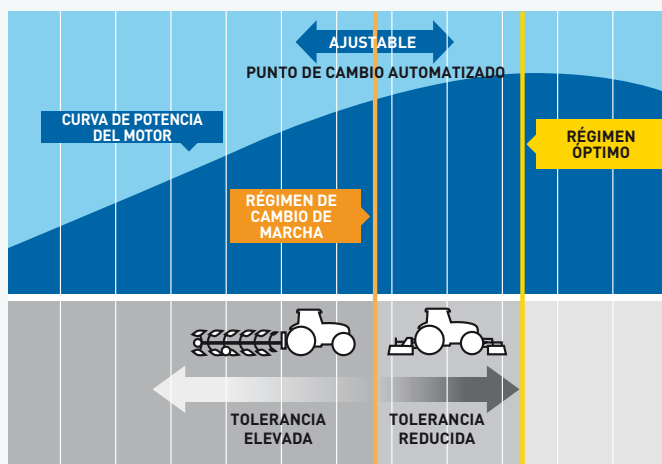 AJUSTABLE
PUNTO DE CAMBIO AUTOMATIZADO
CURVA DE POTENCIA
DEL MOTOR
RÉGIMEN
ÓPTIMO
RÉGIMEN DE
CAMBIO DE
MARCHA
TOLERANCIA
ELEVADA
TOLERANCIA
REDUCIDA